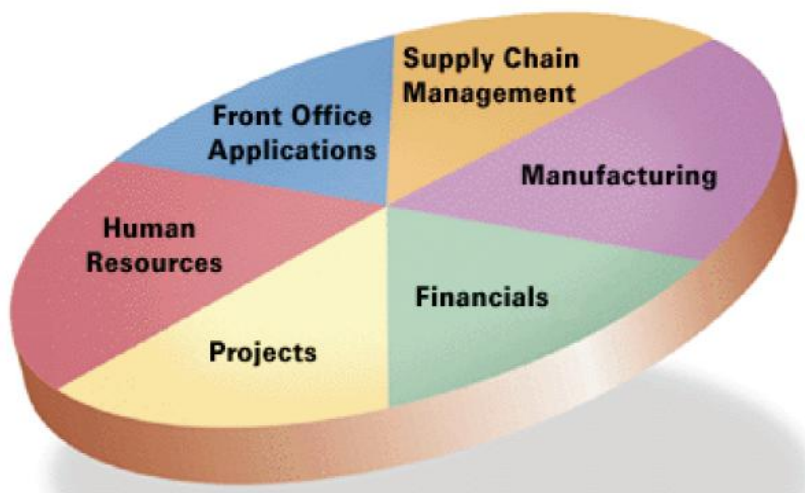 Supply Chain
Management
Front Office
Applications
Manufacturing
Human
Resources
Financials
Projects